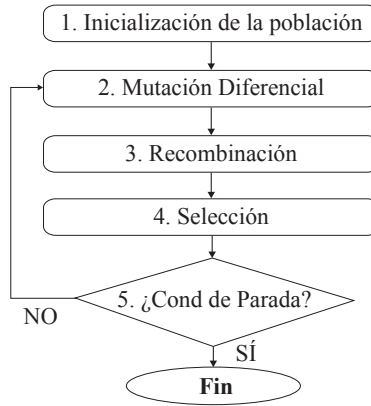 1. Inicialización de la población
2. Mutación Diferencial
3. Recombinación
4. Selección
5. ¿Cond de Parada?
NO
SÍ
Fin